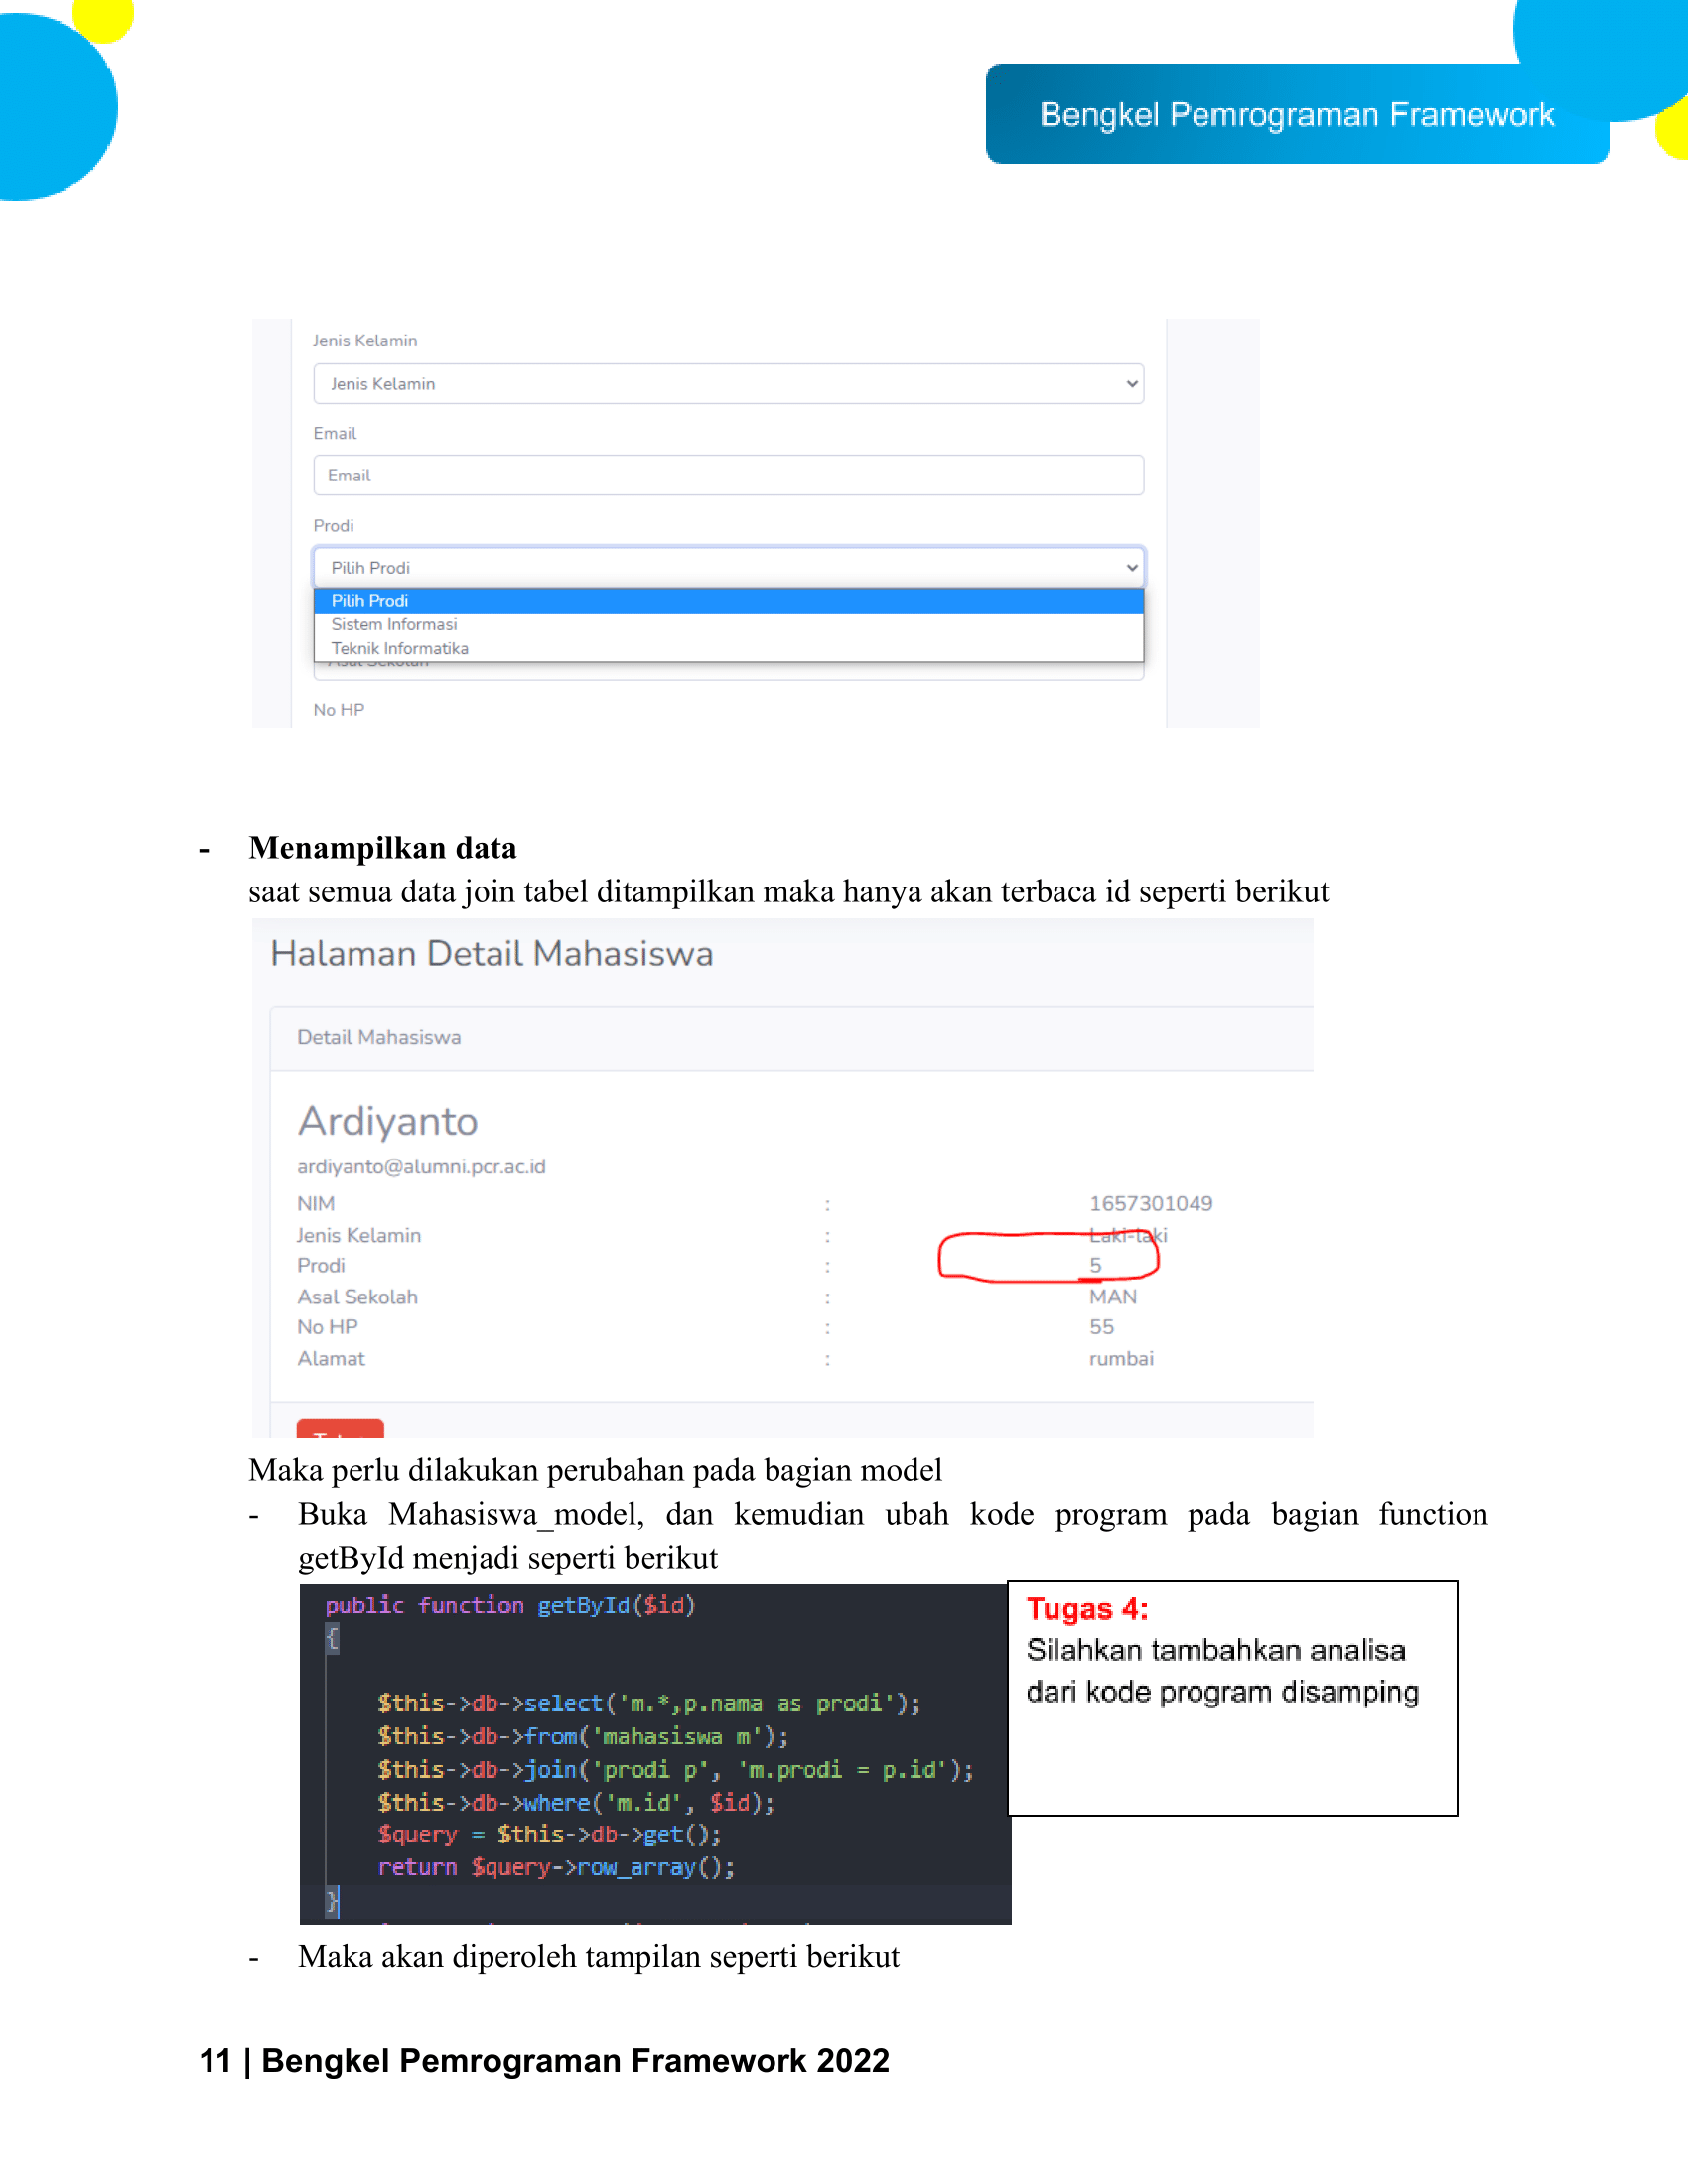 Bengkel Pemrograman Framework
Jenis Kelamin
Jenis Kelamin
Email
Email
Prodi
Pilih Prodi
Pilih Prodi
Sistem Informasi
Teknik Informatika
Asal Sekolah
No HP
- Menampilkan data
saat semua data join tabel ditampilkan maka hanya akan terbaca id seperti berikut
Halaman Detail Mahasiswa
Detail Mahasiswa
Ardiyanto
ardiyanto@alumni.pcr.ac.id
NIM : 1657301049
Jenis Kelamin : Laki-laki
Prodi : 5
Asal Sekolah : MAN
No HP : 55
Alamat : rumbai
Maka perlu dilakukan perubahan pada bagian model
- Buka Mahasiswa_model, dan kemudian ubah kode program pada bagian function
getById menjadi seperti berikut
public function getById($id)
{
$this->db->select('m.*,p.nama as prodi');
$this->db->from('mahasiswa m');
$this->db->join('prodi p', 'm.prodi = p.id');
$this->db->where('m.id', $id);
$query = $this->db->get();
return $query->row_array();
}
Tugas 4:
Silahkan tambahkan analisa
dari kode program disamping
- Maka akan diperoleh tampilan seperti berikut
11 | Bengkel Pemrograman Framework 2022